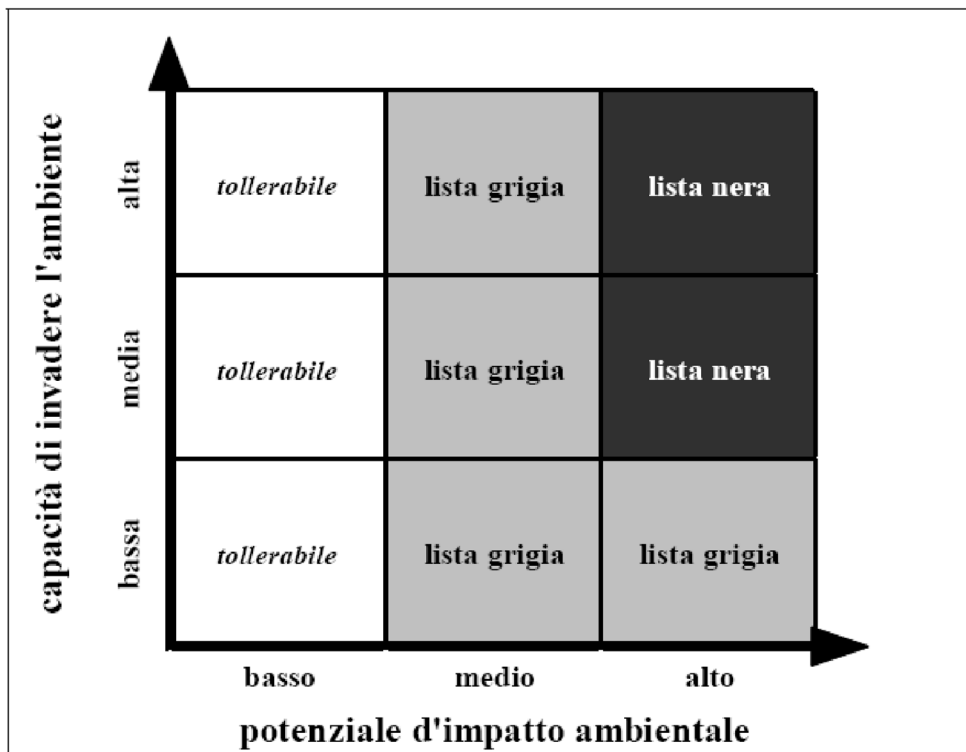 capacità di invadere l'ambiente
alta
tollerabile
lista grigia
lista nera
media
tollerabile
lista grigia
lista nera
bassa
tollerabile
lista grigia
lista grigia
basso
medio
alto
potenziale d'impatto ambientale